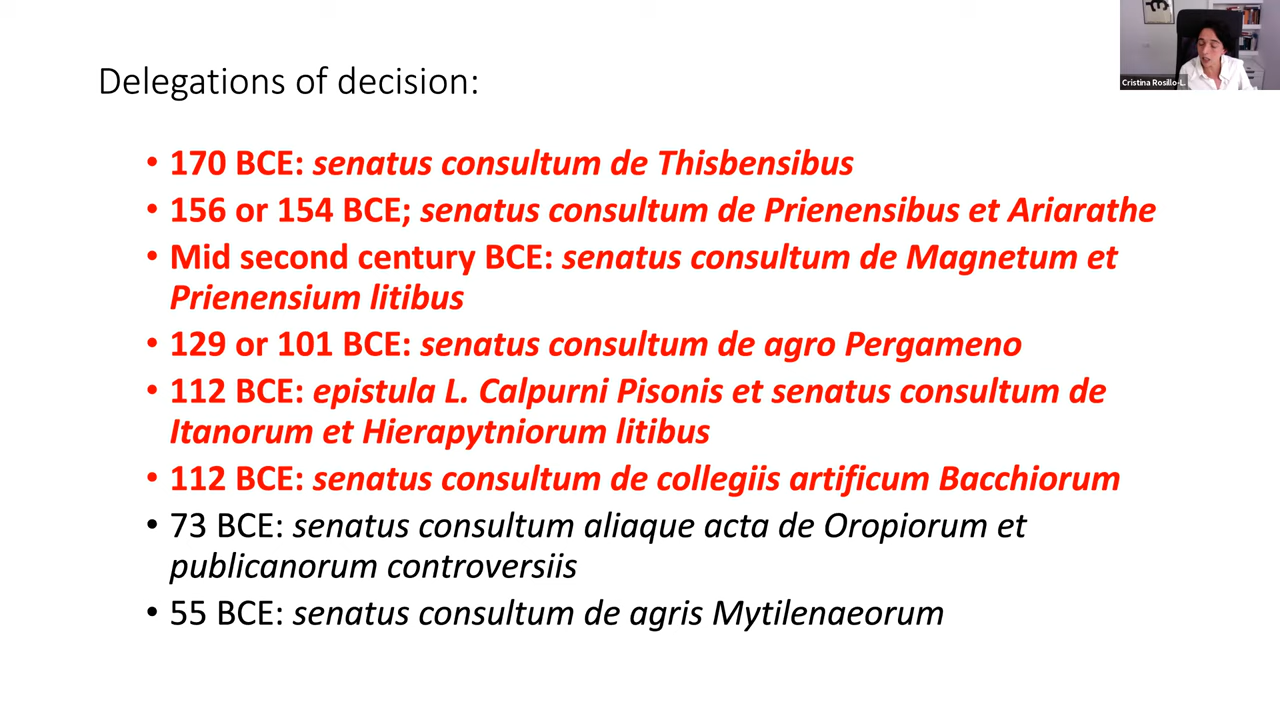 Cristina Rosillo-L.
Delegations of decision:
• 170 BCE: senatus consultum de Thisbensibus
• 156 or 154 BCE; senatus consultum de Prienensibus et Ariarathe
• Mid second century BCE: senatus consultum de Magnetum et
Prienensium litibus
• 129 or 101 BCE: senatus consultum de agro Pergameno
• 112 BCE: epistula L. Calpurni Pisonis et senatus consultum de
Itanorum et Hierapytniorum litibus
• 112 BCE: senatus consultum de collegiis artificum Bacchiorum
• 73 BCE: senatus consultum aliaque acta de Oropiorum et
publicanorum controversiis
• 55 BCE: senatus consultum de agris Mytilenaeorum